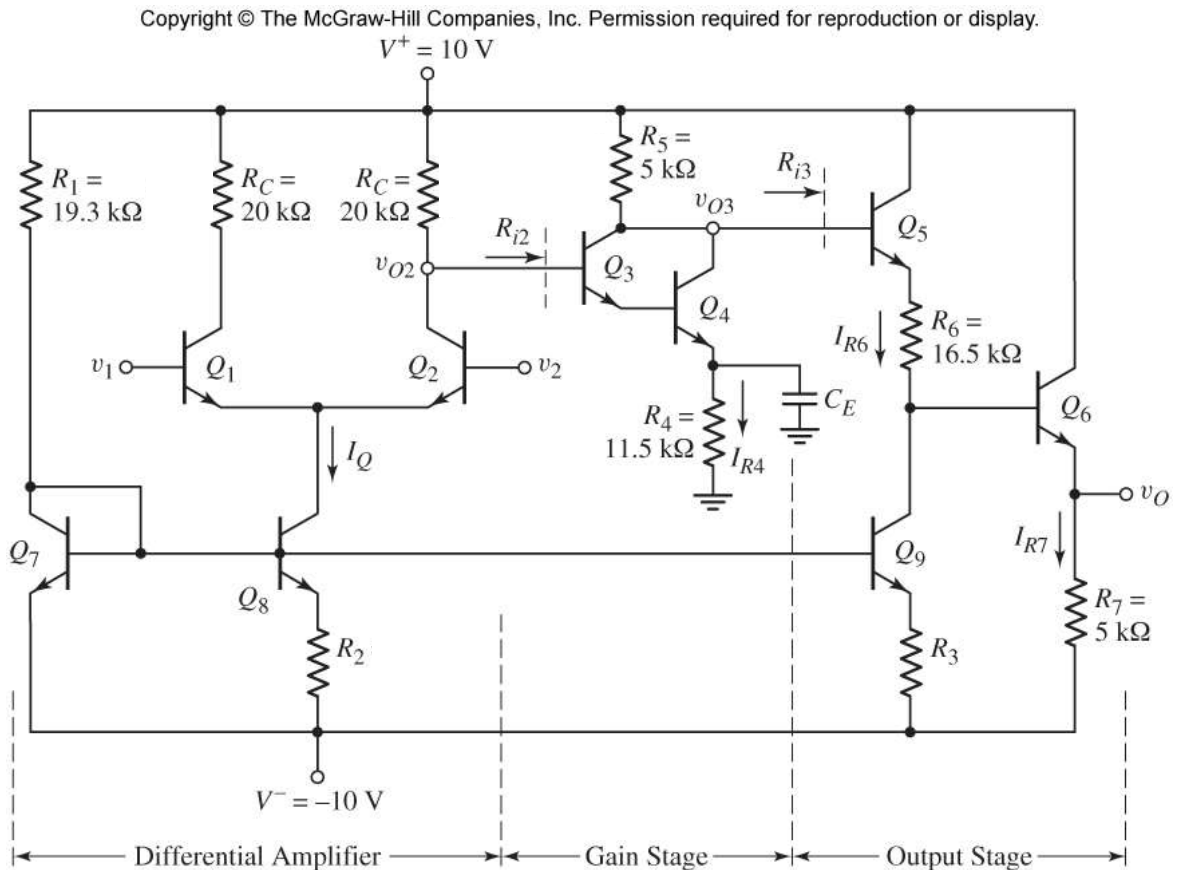 Copyright © The McGraw-Hill Companies, Inc. Permission required for reproduction or display.
V⁺ = 10 V
R₁ =
19.3 kΩ
R_C =
20 kΩ
R_C =
20 kΩ
R₅ =
5 kΩ
R_i2
R_i3
v_O3
v_O2
Q₃
Q₅
Q₄
v₁
Q₁
Q₂
v₂
I_R6
R₆ =
16.5 kΩ
C_E
R₄ =
11.5 kΩ
I_R4
Q₆
I_Q
v_O
Q₇
Q₈
Q₉
I_R7
R₂
R₃
R₇ =
5 kΩ
V⁻ = –10 V
Differential Amplifier
Gain Stage
Output Stage